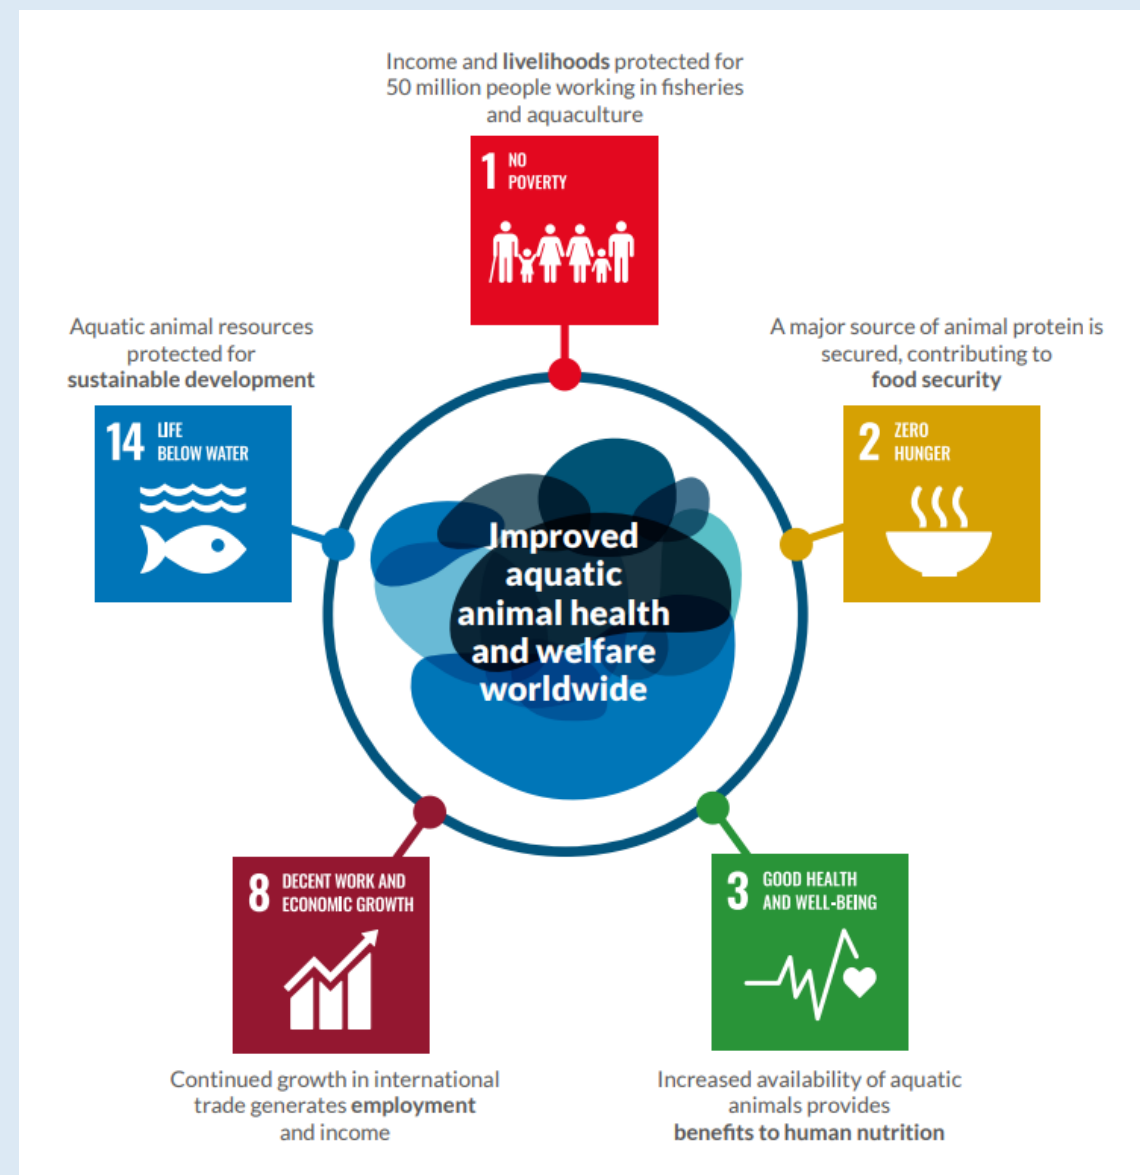 Income and livelihoods protected for
50 million people working in fisheries
and aquaculture
1 NO
POVERTY
Aquatic animal resources
protected for
sustainable development
14 LIFE
BELOW WATER
A major source of animal protein is
secured, contributing to
food security
2 ZERO
HUNGER
Improved
aquatic
animal health
and welfare
worldwide
8 DECENT WORK AND
ECONOMIC GROWTH
Continued growth in international
trade generates employment
and income
3 GOOD HEALTH
AND WELL-BEING
Increased availability of aquatic
animals provides
benefits to human nutrition